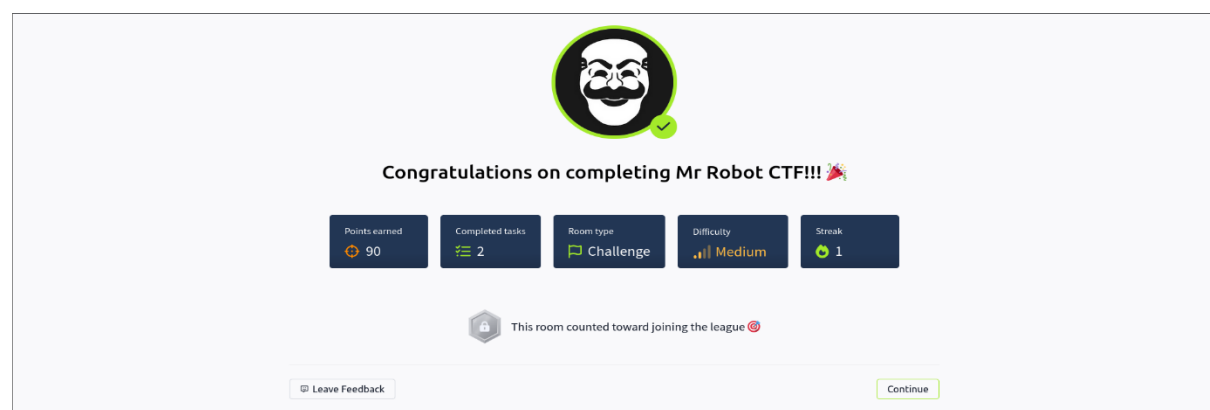 Congratulations on completing Mr Robot CTF!!! 🎉
Points earned
90
Completed tasks
2
Room type
Challenge
Difficulty
Medium
Streak
1
This room counted toward joining the league 🎯
Leave Feedback
Continue